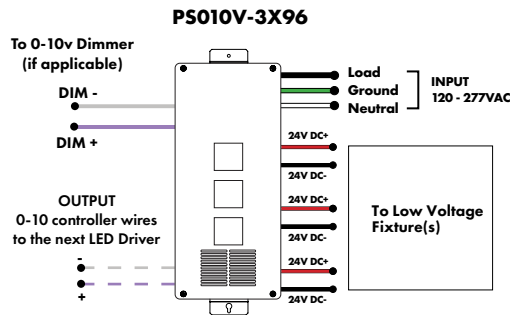 PS010V-3X96
To 0-10v Dimmer
(if applicable)
DIM -
DIM +
OUTPUT
0-10 controller wires
to the next LED Driver
-
+
Load
Ground
Neutral
INPUT
120 - 277VAC
24V DC+
24V DC-
24V DC+
24V DC-
24V DC+
24V DC-
To Low Voltage
Fixture(s)